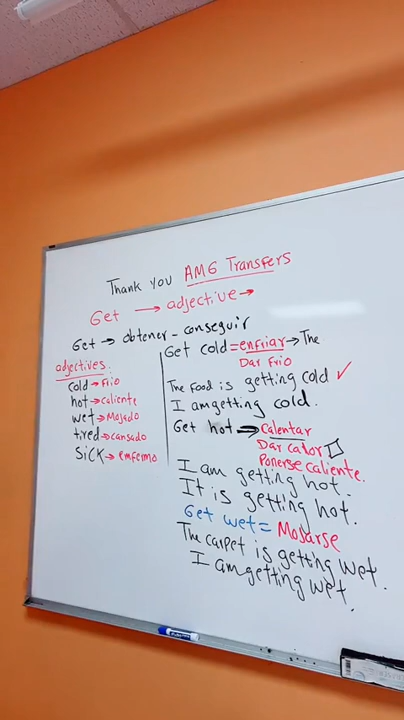 Thank you AMG Transfers
Get → adjective →
Get → obtener - conseguir
adjectives.
cold → Frio
hot → caliente
wet → Mojado
tired → cansado
SiCK → emfermo
Get cold = enfriar → The
Dar Frio
The Food is getting cold ✓
I am getting cold.
Get hot → Calentar
Dar calor
Ponerse caliente.
I am getting hot.
It is getting hot.
Get wet = Mojarse
The carpet is getting wet.
I am getting wet.